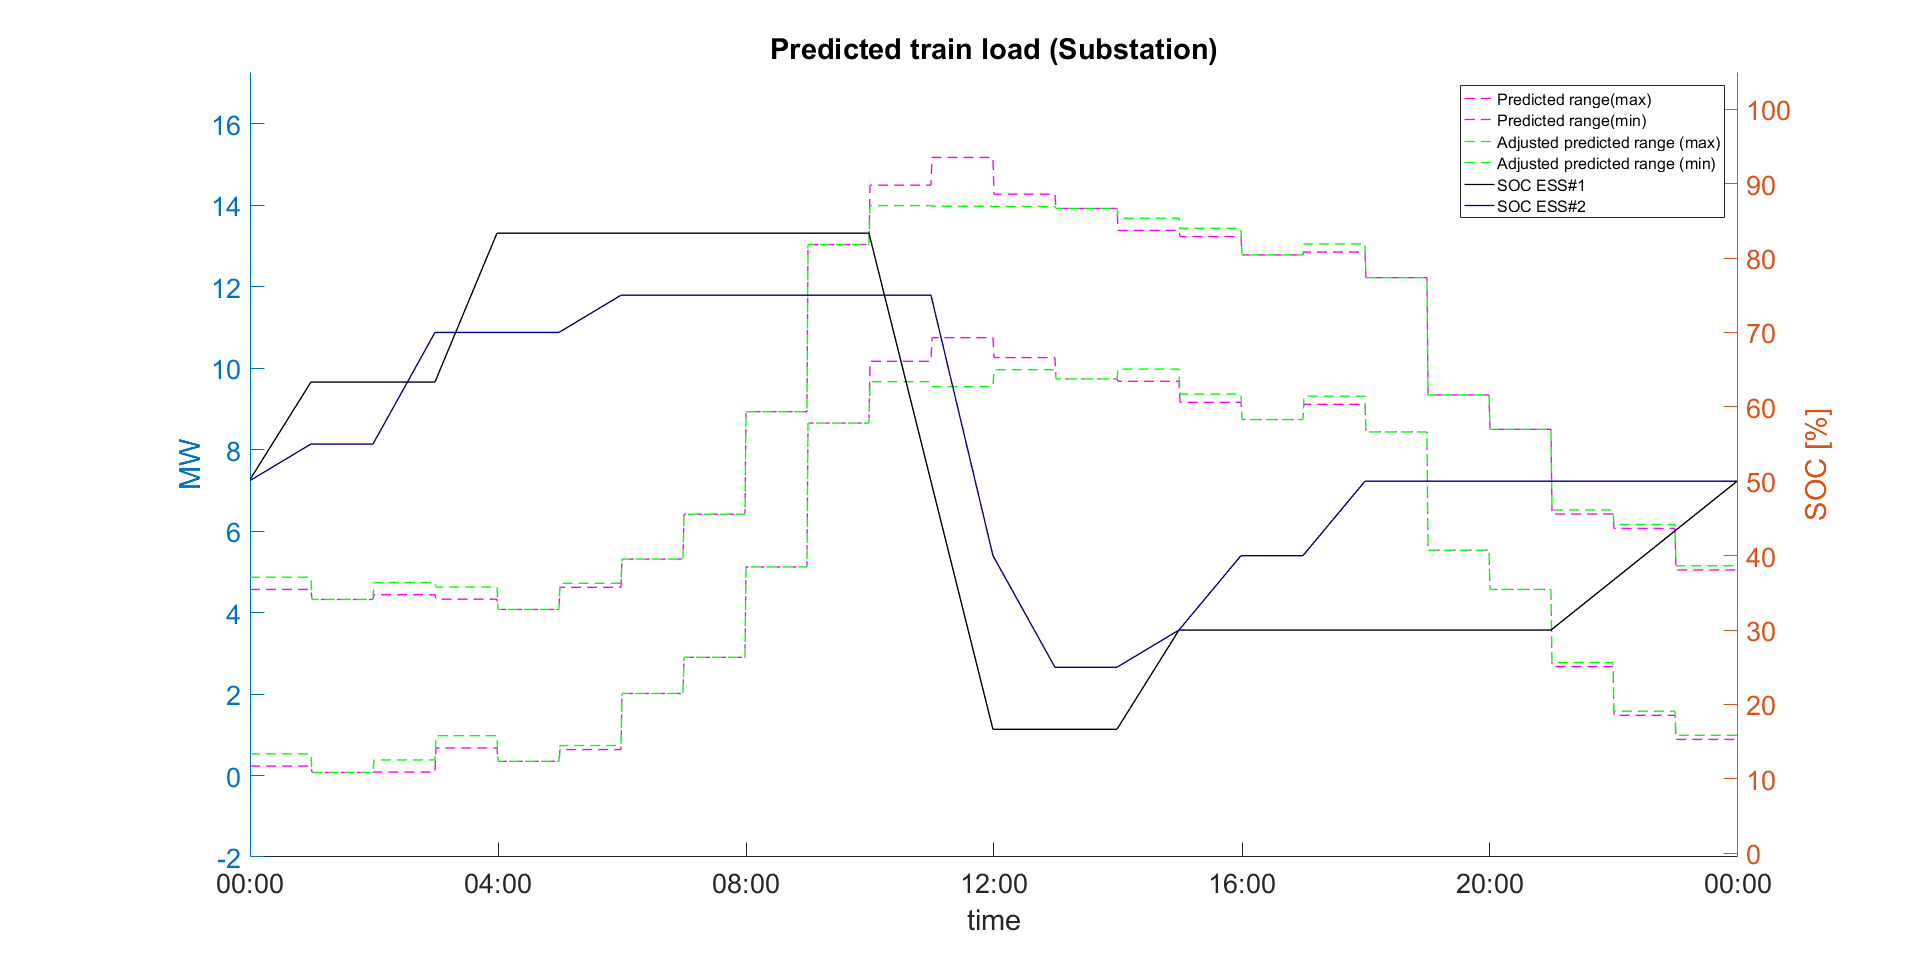 Predicted train load (Substation)
16
14
12
10
8
6
4
2
0
-2
MW
100
90
80
70
60
50
40
30
20
10
0
SOC [%]
Predicted range(max)
Predicted range(min)
Adjusted predicted range (max)
Adjusted predicted range (min)
SOC ESS#1
SOC ESS#2
00:00 04:00 08:00 12:00 16:00 20:00 00:00
time